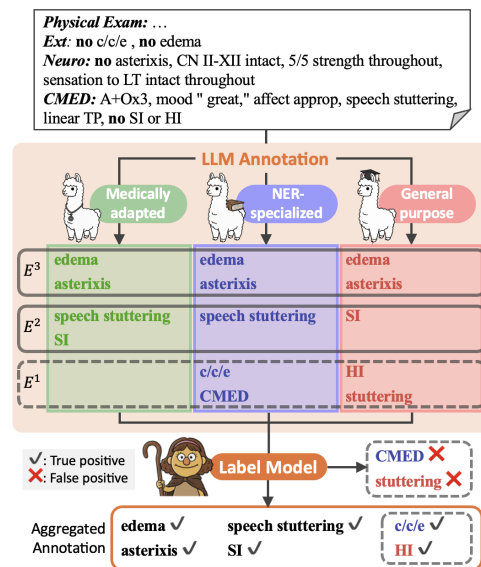 Physical Exam: …
Ext: no c/c/e , no edema
Neuro: no asterixis, CN II-XII intact, 5/5 strength throughout,
sensation to LT intact throughout
CMED: A+Ox3, mood " great," affect approp, speech stuttering,
linear TP, no SI or HI
LLM Annotation
Medically
adapted
NER-
specialized
General
purpose
E3
edema
asterixis
edema
asterixis
edema
asterixis
E2
speech stuttering
SI
speech stuttering
SI
E1
c/c/e
CMED
HI
stuttering
✓: True positive
✗: False positive
Label Model
CMED ✗
stuttering ✗
Aggregated
Annotation
edema ✓ speech stuttering ✓ c/c/e ✓
asterixis ✓ SI ✓ HI ✓